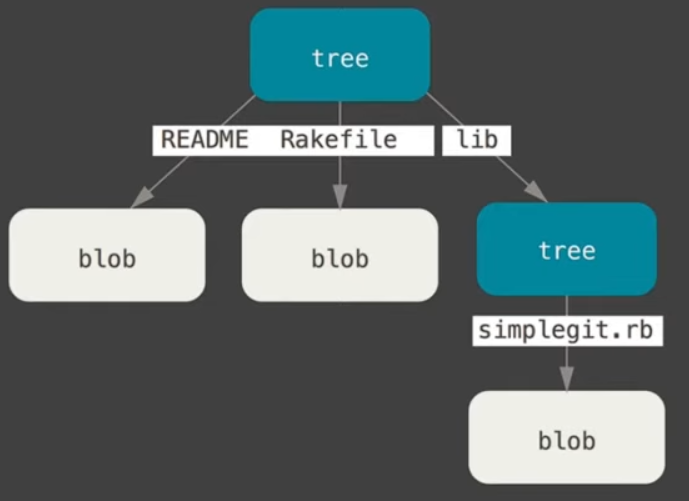 tree
README Rakefile lib
blob blob tree
simplegit.rb
blob